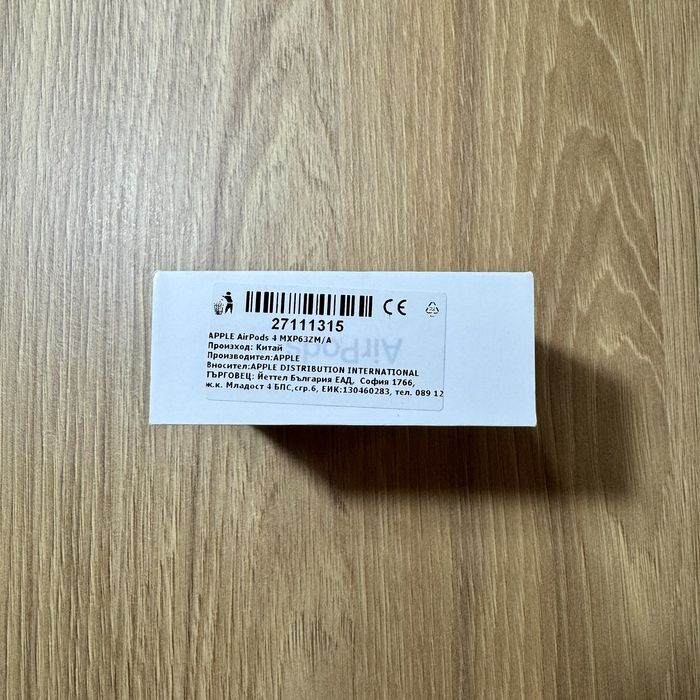 27111315
APPLE AirPods 4 MXP63ZM/A
Произход: Китай
Производител:APPLE
Вносител:APPLE DISTRIBUTION INTERNATIONAL
ТЪРГОВЕЦ: Йеттел България ЕАД, София 1766,
ж.к. Младост 4 БПС,сгр.6, ЕИК:130460283, тел. 089 12
AirPods
CE